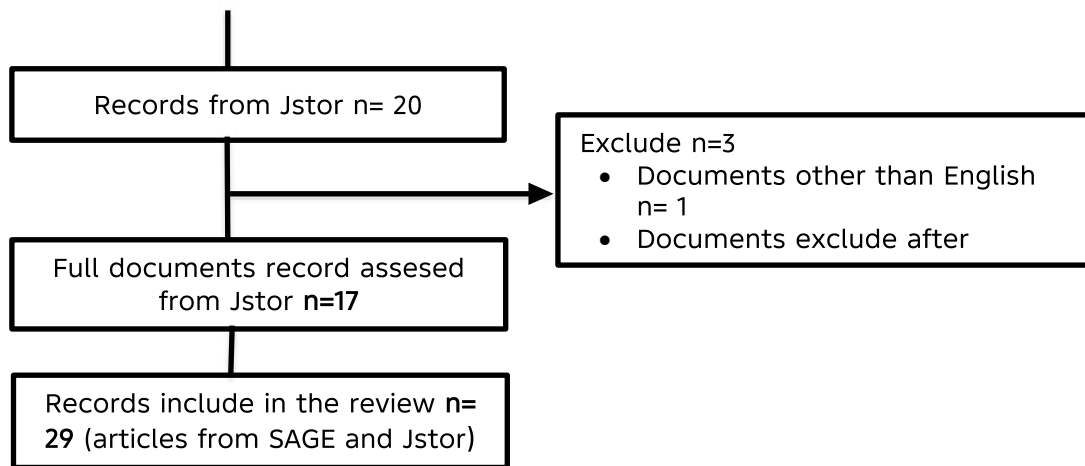 Records from Jstor n= 20
Exclude n=3
• Documents other than English
n= 1
• Documents exclude after
Full documents record assesed
from Jstor n=17
Records include in the review n=
29 (articles from SAGE and Jstor)